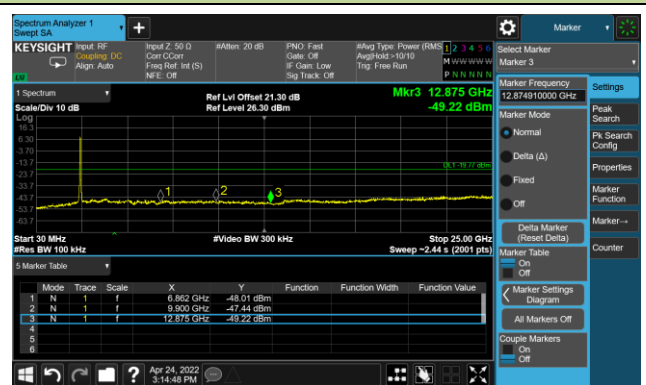 Spectrum Analyzer 1
Swept SA
KEYSIGHT
Input: RF
Coupling: DC
Align: Auto
Input Z: 50 Ω
Corr CCorr
Freq Ref: Int (S)
NFE: Off
#Atten: 20 dB
PNO: Fast
Gate: Off
IF Gain: Low
Sig Track: Off
#Avg Type: Power (RMS
Avg|Hold:>10/10
Trig: Free Run
1 2 3 4 5 6
M W W W W W
P N N N N N
LW
1 Spectrum
Scale/Div 10 dB
Ref Lvl Offset 21.30 dB
Ref Level 26.30 dBm
Mkr3 12.875 GHz
-49.22 dBm
Log
16.3
6.30
-3.70
-13.7
-23.7
-33.7
-43.7
-53.7
-63.7
DL1 -19.77 dBm
1
2
3
Start 30 MHz
#Video BW 300 kHz
Stop 25.00 GHz
#Res BW 100 kHz
Sweep ~2.44 s (2001 pts)
5 Marker Table
Mode Trace Scale X Y Function Function Width Function Value
1 N 1 f 6.862 GHz -48.01 dBm
2 N 1 f 9.900 GHz -47.44 dBm
3 N 1 f 12.875 GHz -49.22 dBm
4
5
6
Apr 24, 2022
3:14:48 PM
Marker
Select Marker
Marker 3
Marker Frequency
12.874910000 GHz
Marker Mode
Normal
Delta (Δ)
Fixed
Off
Delta Marker
(Reset Delta)
Marker Table
On
Off
Marker Settings
Diagram
All Markers Off
Couple Markers
On
Off
Settings
Peak
Search
Pk Search
Config
Properties
Marker
Function
Marker→
Counter